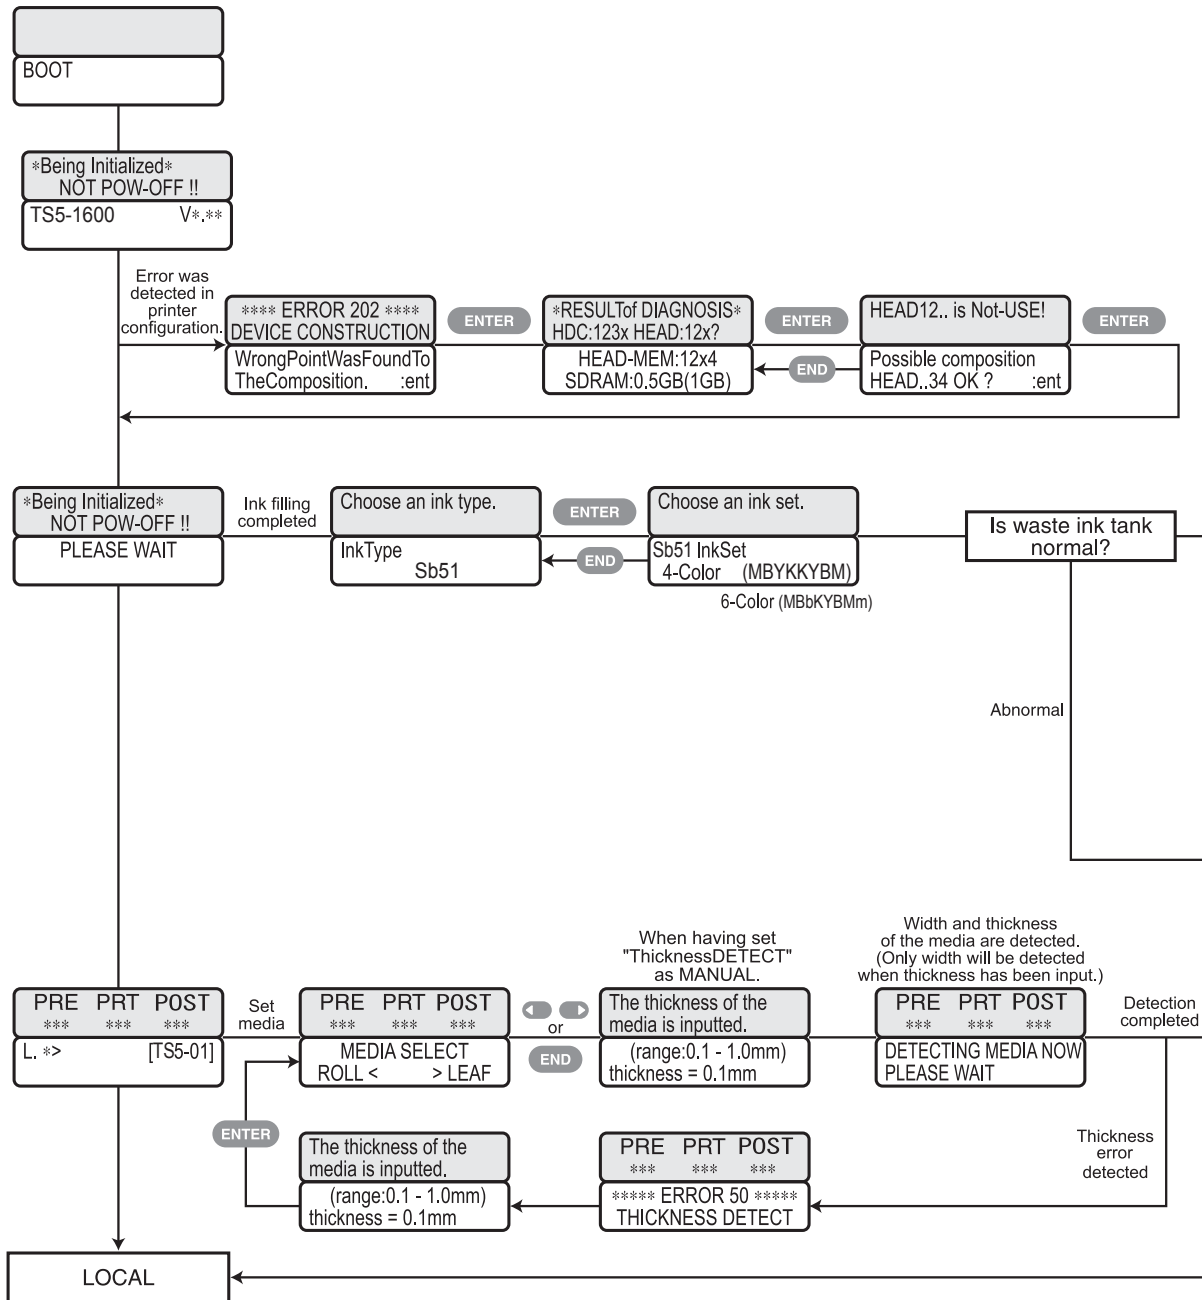 BOOT
*Being Initialized*
NOT POW-OFF !!
TS5-1600 V*.**
Error was
detected in
printer
configuration.
**** ERROR 202 ****
DEVICE CONSTRUCTION
WrongPointWasFoundTo
TheComposition. :ent
ENTER
*RESULTof DIAGNOSIS*
HDC:123x HEAD:12x?
HEAD-MEM:12x4
SDRAM:0.5GB(1GB)
ENTER
END
HEAD12.. is Not-USE!
Possible composition
HEAD..34 OK ? :ent
ENTER
*Being Initialized*
NOT POW-OFF !!
PLEASE WAIT
Ink filling
completed
Choose an ink type.
InkType
Sb51
ENTER
END
Choose an ink set.
Sb51 InkSet
4-Color (MBYKKYBM)
6-Color (MBbKYBMm)
Is waste ink tank
normal?
Abnormal
PRE PRT POST
*** *** ***
L. *> [TS5-01]
Set
media
PRE PRT POST
*** *** ***
MEDIA SELECT
ROLL < > LEAF
or
END
When having set
"ThicknessDETECT"
as MANUAL.
The thickness of the
media is inputted.
(range:0.1 - 1.0mm)
thickness = 0.1mm
Width and thickness
of the media are detected.
(Only width will be detected
when thickness has been input.)
PRE PRT POST
*** *** ***
DETECTING MEDIA NOW
PLEASE WAIT
Detection
completed
ENTER
The thickness of the
media is inputted.
(range:0.1 - 1.0mm)
thickness = 0.1mm
PRE PRT POST
*** *** ***
***** ERROR 50 *****
THICKNESS DETECT
Thickness
error
detected
LOCAL